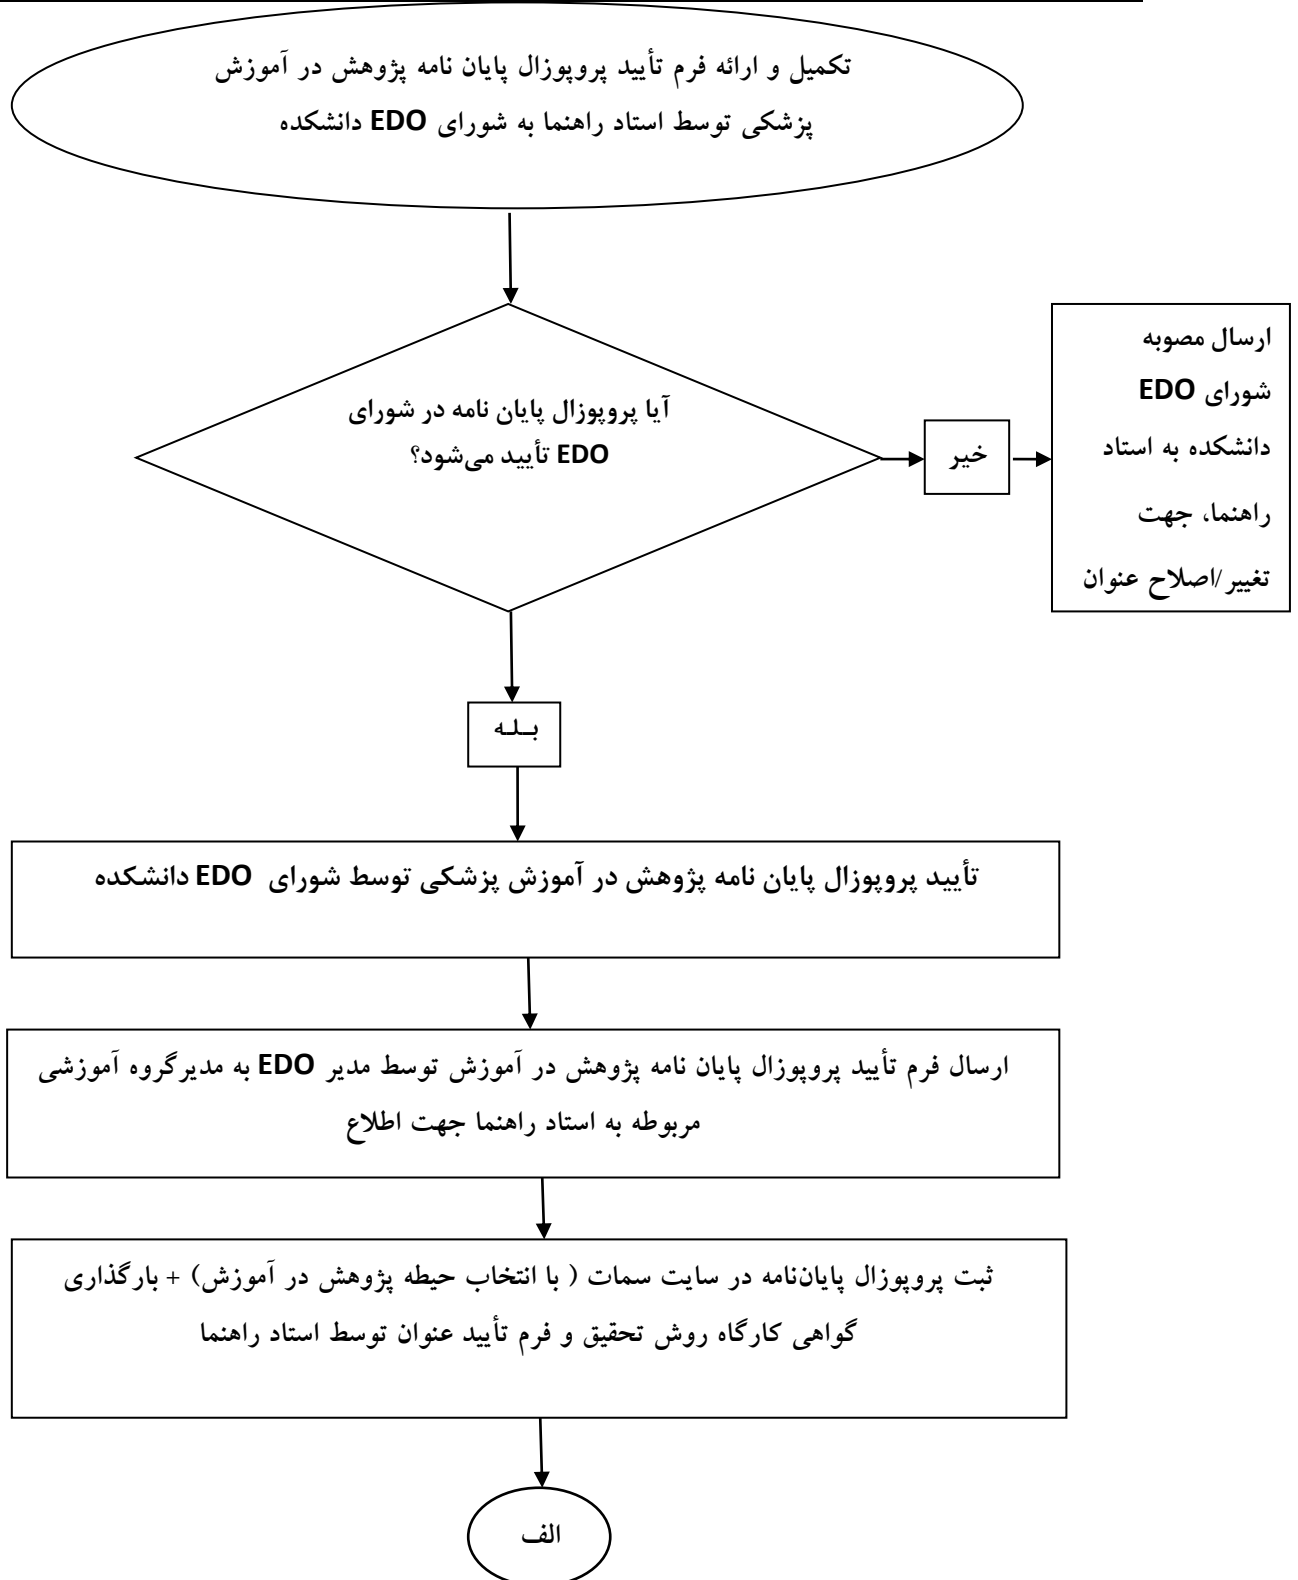 تکمیل و ارائه فرم تأیید پروپوزال پایان نامه پژوهش در آموزش
پزشکی توسط استاد راهنما به شورای EDO دانشکده
آیا پروپوزال پایان نامه در شورای
EDO تأیید می‌شود؟
خیر
ارسال مصوبه
شورای EDO
دانشکده به استاد
راهنما، جهت
تغییر/اصلاح عنوان
بـلـه
تأیید پروپوزال پایان نامه پژوهش در آموزش پزشکی توسط شورای EDO دانشکده
ارسال فرم تأیید پروپوزال پایان نامه پژوهش در آموزش توسط مدیر EDO به مدیرگروه آموزشی
مربوطه به استاد راهنما جهت اطلاع
ثبت پروپوزال پایان‌نامه در سایت سمات ( با انتخاب حیطه پژوهش در آموزش) + بارگذاری
گواهی کارگاه روش تحقیق و فرم تأیید عنوان توسط استاد راهنما
الف